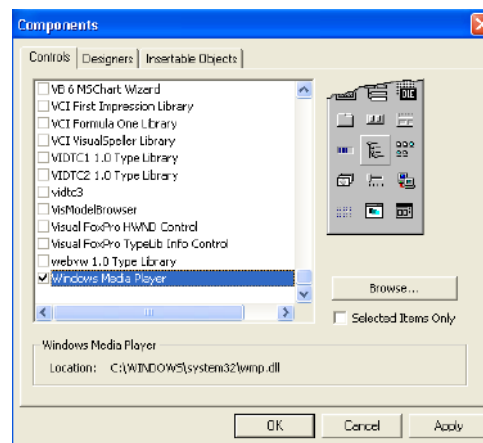 Components
Controls
Designers
Insertable Objects
VB 6 MSChart Wizard
VCI First Impression Library
VCI Formula One Library
VCI VisualSpeller Library
VIDTC1 1.0 Type Library
VIDTC2 1.0 Type Library
vidtc3
VisModelBrowser
Visual FoxPro HWND Control
Visual FoxPro TypeLib Info Control
webvw 1.0 Type Library
Windows Media Player
Browse...
Selected Items Only
Windows Media Player
Location: C:\WINDOWS\system32\wmp.dll
OK
Cancel
Apply